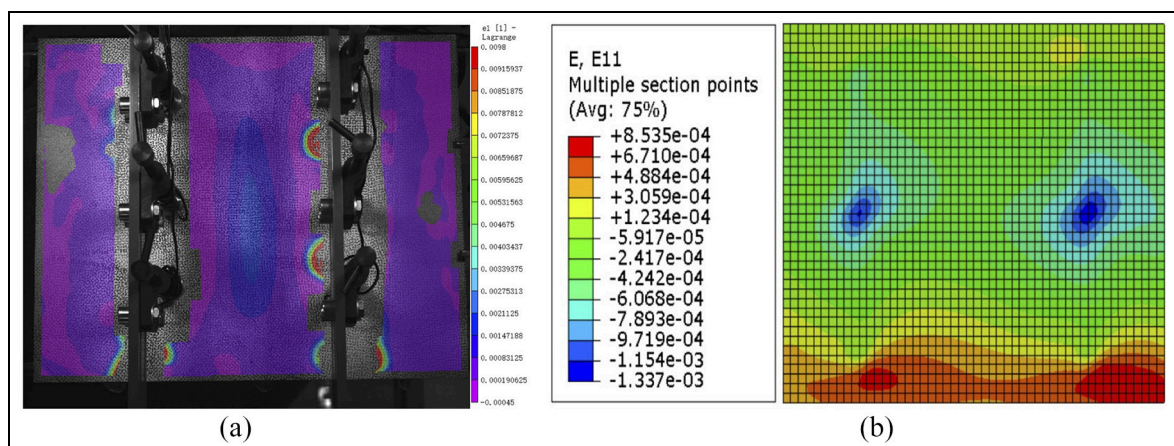 e1 [1] -
Lagrange
0.0098
0.00915937
0.00851875
0.00787812
0.0072375
0.00659687
0.00595625
0.00531563
0.004675
0.00403437
0.00339375
0.00275313
0.0021125
0.00147188
0.00083125
0.000190625
-0.00045
(a)
E, E11
Multiple section points
(Avg: 75%)
+8.535e-04
+6.710e-04
+4.884e-04
+3.059e-04
+1.234e-04
-5.917e-05
-2.417e-04
-4.242e-04
-6.068e-04
-7.893e-04
-9.719e-04
-1.154e-03
-1.337e-03
(b)